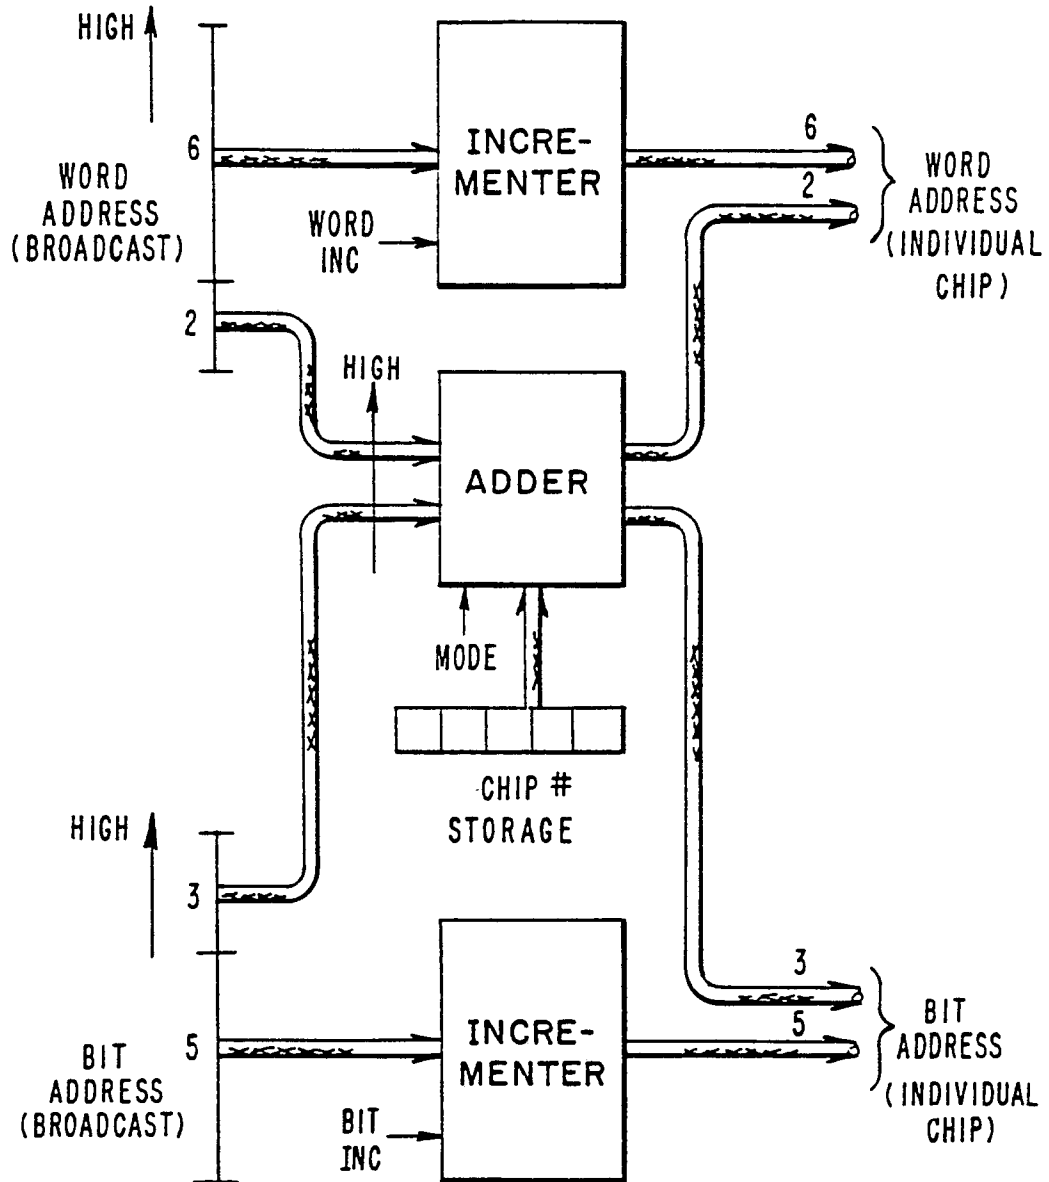 HIGH
6
WORD
ADDRESS
(BROADCAST)
2
INCRE-
MENTER
WORD
INC
6
2
WORD
ADDRESS
(INDIVIDUAL
CHIP)
HIGH
ADDER
MODE
CHIP #
STORAGE
HIGH
3
5
BIT
ADDRESS
(BROADCAST)
INCRE-
MENTER
BIT
INC
3
5
BIT
ADDRESS
(INDIVIDUAL
CHIP)